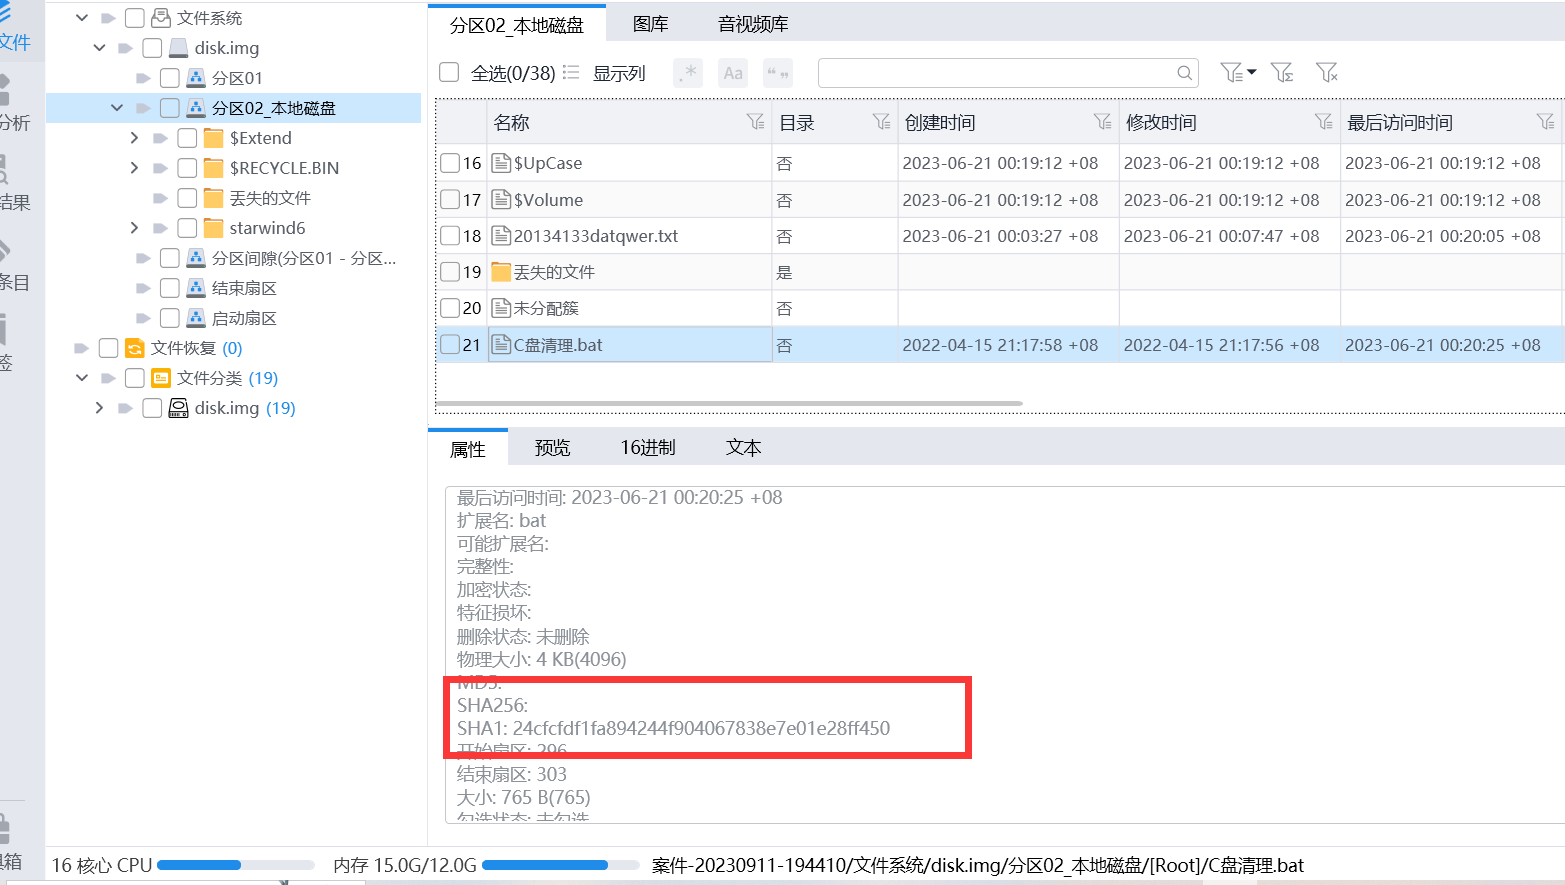 文件
分析
结果
条目
签
箱
文件系统
disk.img
分区01
分区02_本地磁盘
$Extend
$RECYCLE.BIN
丢失的文件
starwind6
分区间隙(分区01 - 分区...
结束扇区
启动扇区
文件恢复 (0)
文件分类 (19)
disk.img (19)
分区02_本地磁盘 图库 音视频库
全选(0/38) 显示列 .* Aa “ ”
名称 目录 创建时间 修改时间 最后访问时间
16 $UpCase 否 2023-06-21 00:19:12 +08 2023-06-21 00:19:12 +08 2023-06-21 00:19:12 +08
17 $Volume 否 2023-06-21 00:19:12 +08 2023-06-21 00:19:12 +08 2023-06-21 00:19:12 +08
18 20134133datqwer.txt 否 2023-06-21 00:03:27 +08 2023-06-21 00:07:47 +08 2023-06-21 00:20:05 +08
19 丢失的文件 是
20 未分配簇 否
21 C盘清理.bat 否 2022-04-15 21:17:58 +08 2022-04-15 21:17:56 +08 2023-06-21 00:20:25 +08
属性 预览 16进制 文本
最后访问时间: 2023-06-21 00:20:25 +08
扩展名: bat
可能扩展名:
完整性:
加密状态:
特征损坏:
删除状态: 未删除
物理大小: 4 KB(4096)
MD5:
SHA256:
SHA1: 24cfcfdf1fa894244f904067838e7e01e28ff450
开始扇区: 296
结束扇区: 303
大小: 765 B(765)
勾选状态: 未勾选
16 核心 CPU 内存 15.0G/12.0G 案件-20230911-194410/文件系统/disk.img/分区02_本地磁盘/[Root]/C盘清理.bat